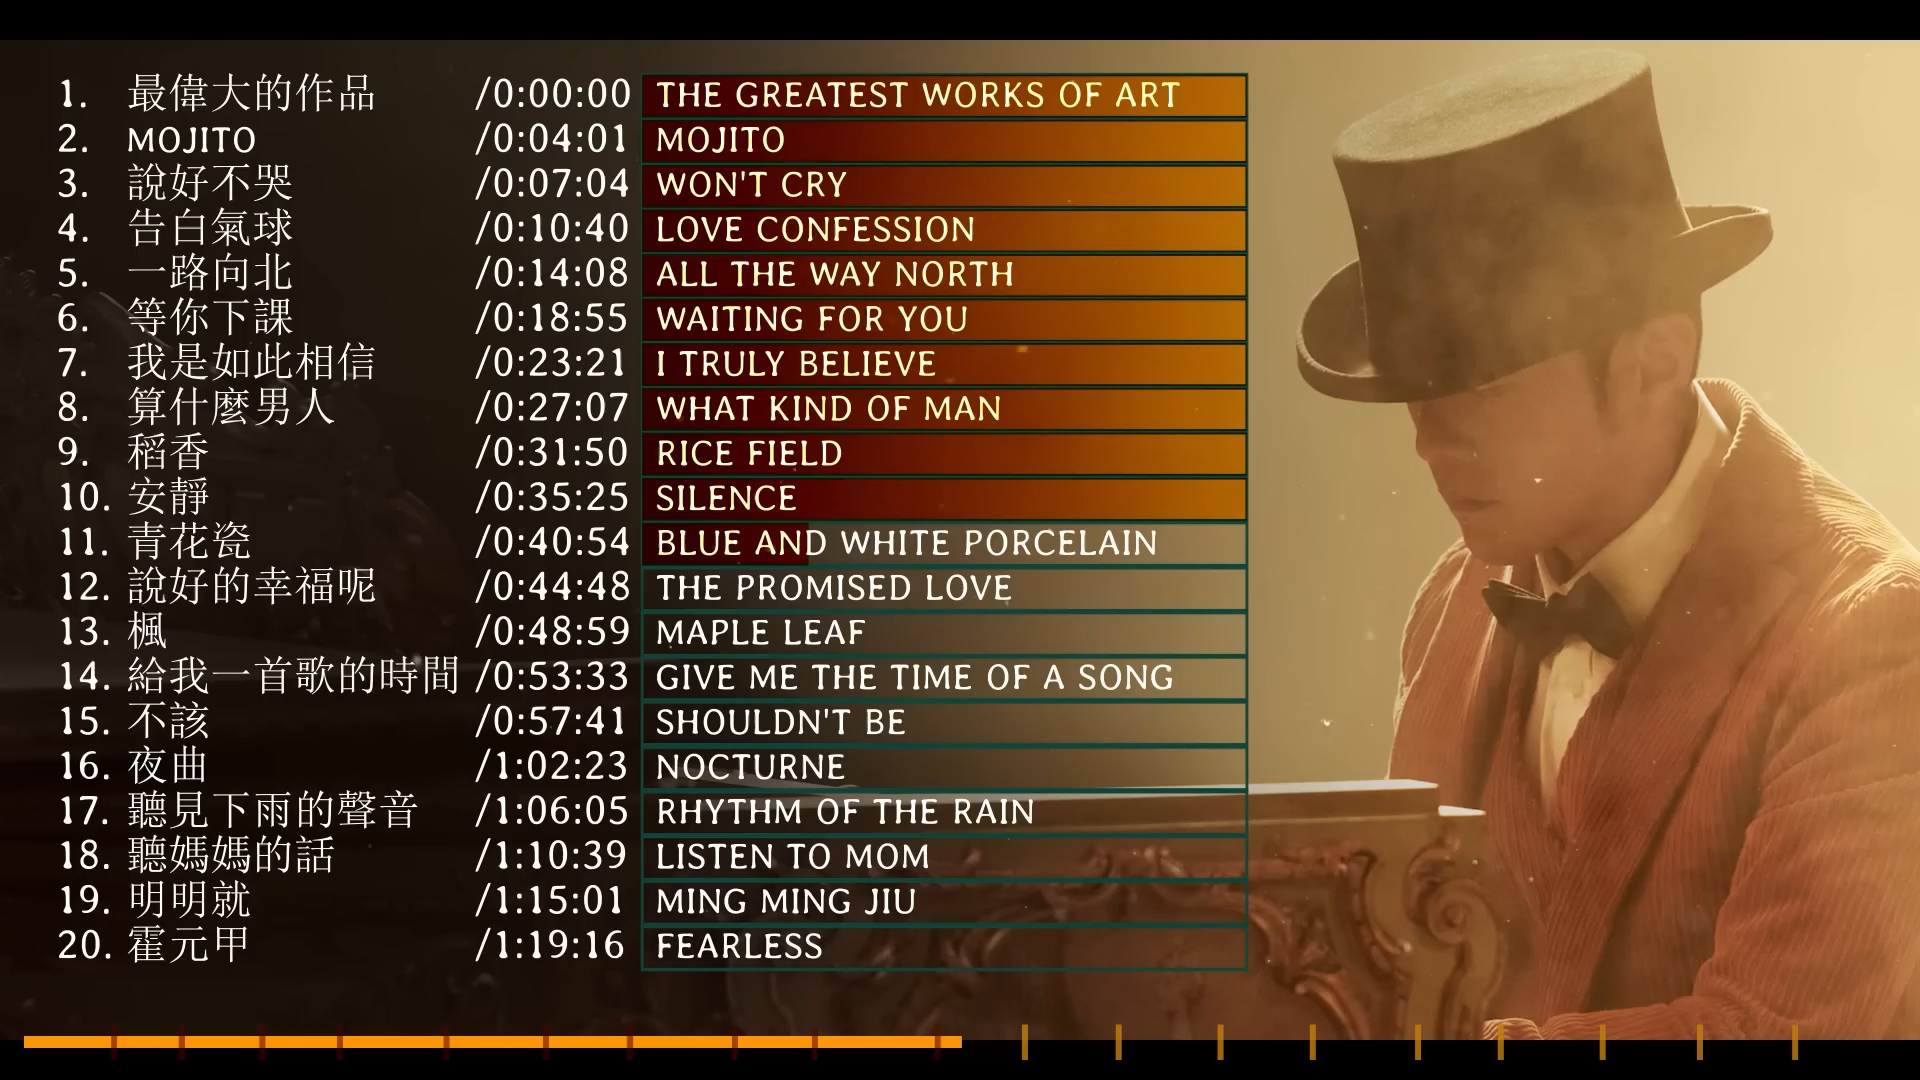 1. 最偉大的作品 /0:00:00 THE GREATEST WORKS OF ART
2. MOJITO /0:04:01 MOJITO
3. 說好不哭 /0:07:04 WON'T CRY
4. 告白氣球 /0:10:40 LOVE CONFESSION
5. 一路向北 /0:14:08 ALL THE WAY NORTH
6. 等你下課 /0:18:55 WAITING FOR YOU
7. 我是如此相信 /0:23:21 I TRULY BELIEVE
8. 算什麼男人 /0:27:07 WHAT KIND OF MAN
9. 稻香 /0:31:50 RICE FIELD
10. 安靜 /0:35:25 SILENCE
11. 青花瓷 /0:40:54 BLUE AND WHITE PORCELAIN
12. 說好的幸福呢 /0:44:48 THE PROMISED LOVE
13. 楓 /0:48:59 MAPLE LEAF
14. 給我一首歌的時間 /0:53:33 GIVE ME THE TIME OF A SONG
15. 不該 /0:57:41 SHOULDN'T BE
16. 夜曲 /1:02:23 NOCTURNE
17. 聽見下雨的聲音 /1:06:05 RHYTHM OF THE RAIN
18. 聽媽媽的話 /1:10:39 LISTEN TO MOM
19. 明明就 /1:15:01 MING MING JIU
20. 霍元甲 /1:19:16 FEARLESS